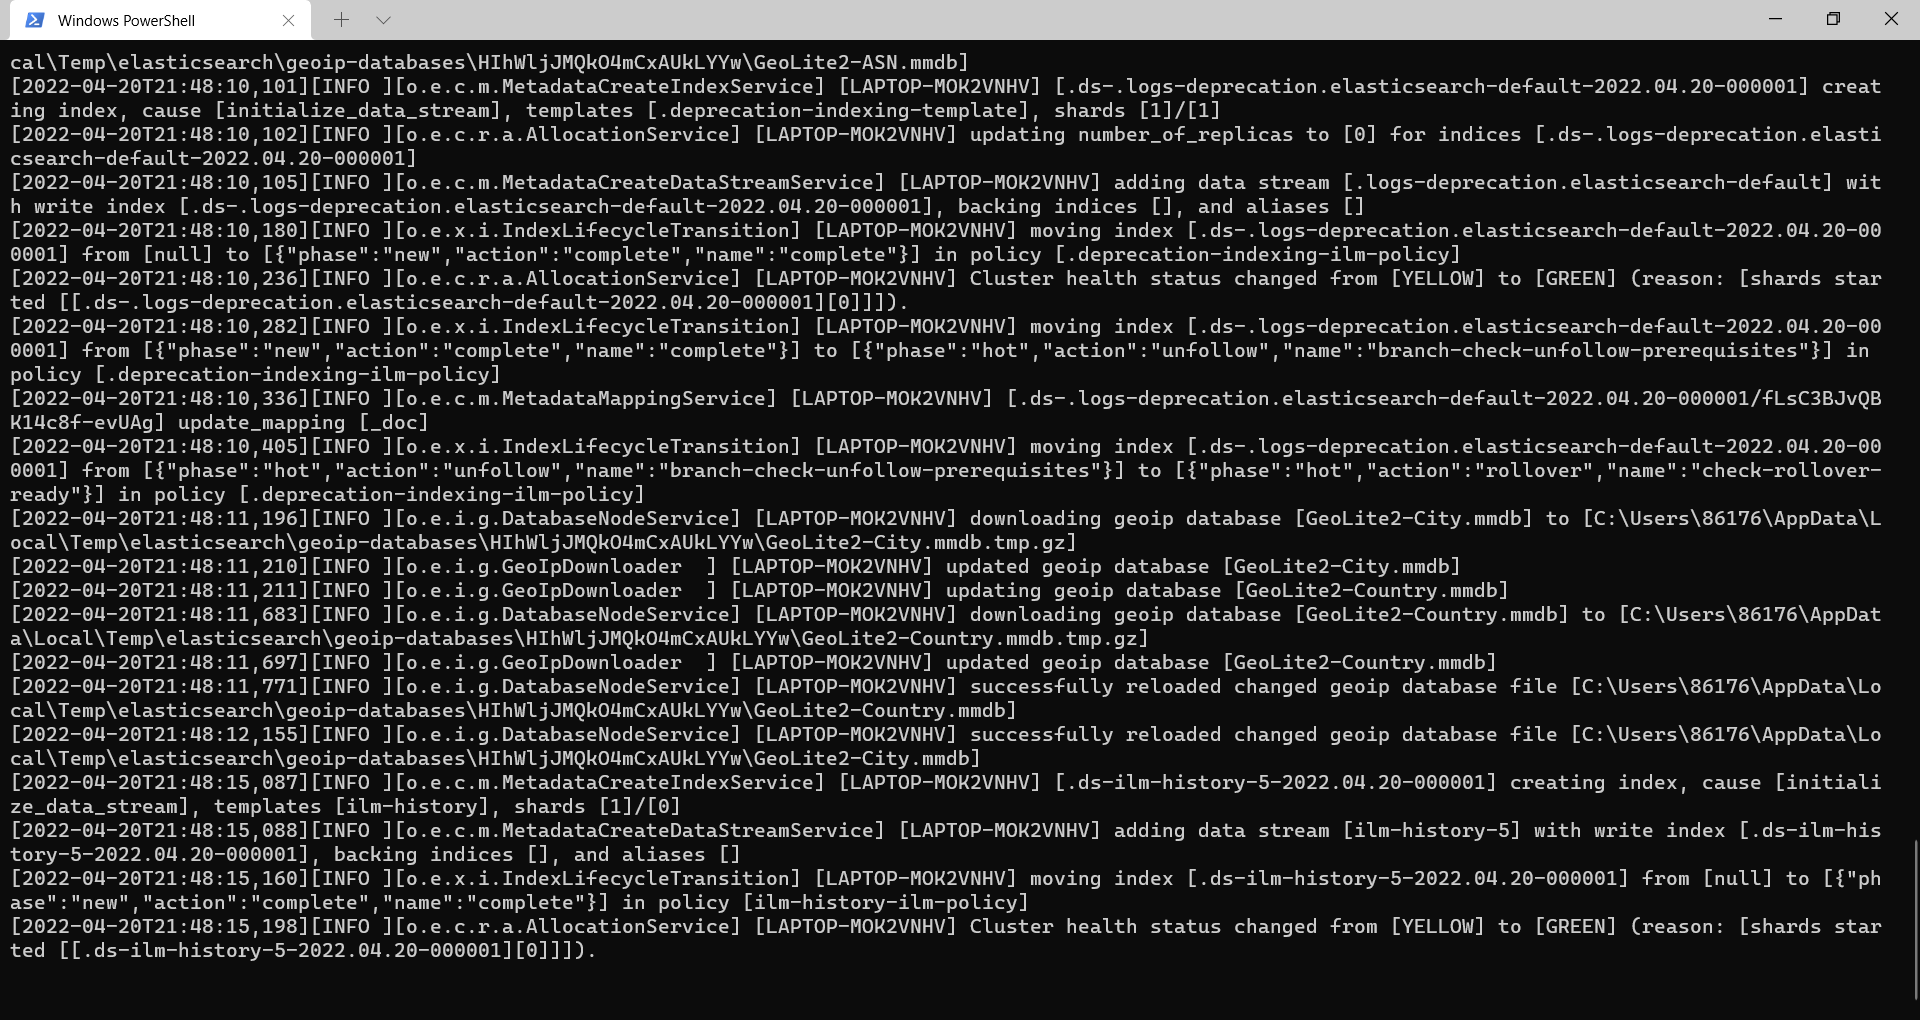 Windows PowerShell
cal\Temp\elasticsearch\geoip-databases\HIhWljJMQkO4mCxAUkLYYw\GeoLite2-ASN.mmdb]
[2022-04-20T21:48:10,101][INFO ][o.e.c.m.MetadataCreateIndexService] [LAPTOP-MOK2VNHV] [.ds-.logs-deprecation.elasticsearch-default-2022.04.20-000001] creat
ing index, cause [initialize_data_stream], templates [.deprecation-indexing-template], shards [1]/[1]
[2022-04-20T21:48:10,102][INFO ][o.e.c.r.a.AllocationService] [LAPTOP-MOK2VNHV] updating number_of_replicas to [0] for indices [.ds-.logs-deprecation.elasti
csearch-default-2022.04.20-000001]
[2022-04-20T21:48:10,105][INFO ][o.e.c.m.MetadataCreateDataStreamService] [LAPTOP-MOK2VNHV] adding data stream [.logs-deprecation.elasticsearch-default] wit
h write index [.ds-.logs-deprecation.elasticsearch-default-2022.04.20-000001], backing indices [], and aliases []
[2022-04-20T21:48:10,180][INFO ][o.e.x.i.IndexLifecycleTransition] [LAPTOP-MOK2VNHV] moving index [.ds-.logs-deprecation.elasticsearch-default-2022.04.20-00
0001] from [null] to [{"phase":"new","action":"complete","name":"complete"}] in policy [.deprecation-indexing-ilm-policy]
[2022-04-20T21:48:10,236][INFO ][o.e.c.r.a.AllocationService] [LAPTOP-MOK2VNHV] Cluster health status changed from [YELLOW] to [GREEN] (reason: [shards star
ted [[.ds-.logs-deprecation.elasticsearch-default-2022.04.20-000001][0]]]).
[2022-04-20T21:48:10,282][INFO ][o.e.x.i.IndexLifecycleTransition] [LAPTOP-MOK2VNHV] moving index [.ds-.logs-deprecation.elasticsearch-default-2022.04.20-00
0001] from [{"phase":"new","action":"complete","name":"complete"}] to [{"phase":"hot","action":"unfollow","name":"branch-check-unfollow-prerequisites"}] in
policy [.deprecation-indexing-ilm-policy]
[2022-04-20T21:48:10,336][INFO ][o.e.c.m.MetadataMappingService] [LAPTOP-MOK2VNHV] [.ds-.logs-deprecation.elasticsearch-default-2022.04.20-000001/fLsC3BJvQB
K14c8f-evUAg] update_mapping [_doc]
[2022-04-20T21:48:10,405][INFO ][o.e.x.i.IndexLifecycleTransition] [LAPTOP-MOK2VNHV] moving index [.ds-.logs-deprecation.elasticsearch-default-2022.04.20-00
0001] from [{"phase":"hot","action":"unfollow","name":"branch-check-unfollow-prerequisites"}] to [{"phase":"hot","action":"rollover","name":"check-rollover-
ready"}] in policy [.deprecation-indexing-ilm-policy]
[2022-04-20T21:48:11,196][INFO ][o.e.i.g.DatabaseNodeService] [LAPTOP-MOK2VNHV] downloading geoip database [GeoLite2-City.mmdb] to [C:\Users\86176\AppData\L
ocal\Temp\elasticsearch\geoip-databases\HIhWljJMQkO4mCxAUkLYYw\GeoLite2-City.mmdb.tmp.gz]
[2022-04-20T21:48:11,210][INFO ][o.e.i.g.GeoIpDownloader  ] [LAPTOP-MOK2VNHV] updated geoip database [GeoLite2-City.mmdb]
[2022-04-20T21:48:11,211][INFO ][o.e.i.g.GeoIpDownloader  ] [LAPTOP-MOK2VNHV] updating geoip database [GeoLite2-Country.mmdb]
[2022-04-20T21:48:11,683][INFO ][o.e.i.g.DatabaseNodeService] [LAPTOP-MOK2VNHV] downloading geoip database [GeoLite2-Country.mmdb] to [C:\Users\86176\AppDat
a\Local\Temp\elasticsearch\geoip-databases\HIhWljJMQkO4mCxAUkLYYw\GeoLite2-Country.mmdb.tmp.gz]
[2022-04-20T21:48:11,697][INFO ][o.e.i.g.GeoIpDownloader  ] [LAPTOP-MOK2VNHV] updated geoip database [GeoLite2-Country.mmdb]
[2022-04-20T21:48:11,771][INFO ][o.e.i.g.DatabaseNodeService] [LAPTOP-MOK2VNHV] successfully reloaded changed geoip database file [C:\Users\86176\AppData\Lo
cal\Temp\elasticsearch\geoip-databases\HIhWljJMQkO4mCxAUkLYYw\GeoLite2-Country.mmdb]
[2022-04-20T21:48:12,155][INFO ][o.e.i.g.DatabaseNodeService] [LAPTOP-MOK2VNHV] successfully reloaded changed geoip database file [C:\Users\86176\AppData\Lo
cal\Temp\elasticsearch\geoip-databases\HIhWljJMQkO4mCxAUkLYYw\GeoLite2-City.mmdb]
[2022-04-20T21:48:15,087][INFO ][o.e.c.m.MetadataCreateIndexService] [LAPTOP-MOK2VNHV] [.ds-ilm-history-5-2022.04.20-000001] creating index, cause [initiali
ze_data_stream], templates [ilm-history], shards [1]/[0]
[2022-04-20T21:48:15,088][INFO ][o.e.c.m.MetadataCreateDataStreamService] [LAPTOP-MOK2VNHV] adding data stream [ilm-history-5] with write index [.ds-ilm-his
tory-5-2022.04.20-000001], backing indices [], and aliases []
[2022-04-20T21:48:15,160][INFO ][o.e.x.i.IndexLifecycleTransition] [LAPTOP-MOK2VNHV] moving index [.ds-ilm-history-5-2022.04.20-000001] from [null] to [{"ph
ase":"new","action":"complete","name":"complete"}] in policy [ilm-history-ilm-policy]
[2022-04-20T21:48:15,198][INFO ][o.e.c.r.a.AllocationService] [LAPTOP-MOK2VNHV] Cluster health status changed from [YELLOW] to [GREEN] (reason: [shards star
ted [[.ds-ilm-history-5-2022.04.20-000001][0]]]).